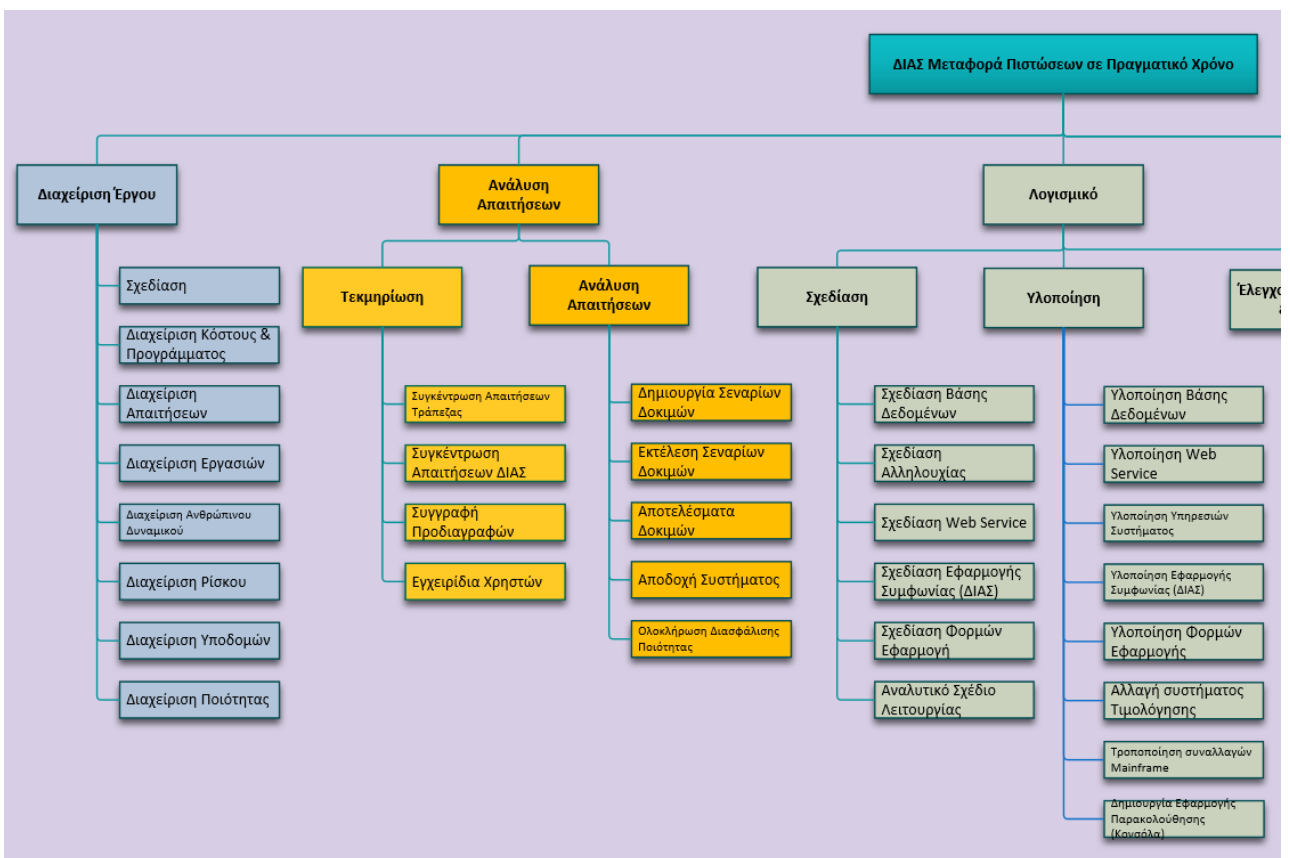 ΔΙΑΣ Μεταφορά Πιστώσεων σε Πραγματικό Χρόνο
Διαχείριση Έργου
Σχεδίαση
Διαχείριση Κόστους &
Προγράμματος
Διαχείριση
Απαιτήσεων
Διαχείριση Εργασιών
Διαχείριση Ανθρώπινου
Δυναμικού
Διαχείριση Ρίσκου
Διαχείριση Υποδομών
Διαχείριση Ποιότητας
Ανάλυση
Απαιτήσεων
Τεκμηρίωση
Συγκέντρωση Απαιτήσεων
Τράπεζας
Συγκέντρωση
Απαιτήσεων ΔΙΑΣ
Συγγραφή
Προδιαγραφών
Εγχειρίδια Χρηστών
Ανάλυση
Απαιτήσεων
Δημιουργία Σεναρίων
Δοκιμών
Εκτέλεση Σεναρίων
Δοκιμών
Αποτελέσματα
Δοκιμών
Αποδοχή Συστήματος
Ολοκλήρωση Διασφάλισης
Ποιότητας
Λογισμικό
Σχεδίαση
Σχεδίαση Βάσης
Δεδομένων
Σχεδίαση
Αλληλουχίας
Σχεδίαση Web Service
Σχεδίαση Εφαρμογής
Συμφωνίας (ΔΙΑΣ)
Σχεδίαση Φορμών
Εφαρμογή
Αναλυτικό Σχέδιο
Λειτουργίας
Υλοποίηση
Υλοποίηση Βάσης
Δεδομένων
Υλοποίηση Web
Service
Υλοποίηση Υπηρεσιών
Συστήματος
Υλοποίηση Εφαρμογής
Συμφωνίας (ΔΙΑΣ)
Υλοποίηση Φορμών
Εφαρμογής
Αλλαγή συστήματος
Τιμολόγησης
Τροποποίηση συναλλαγών
Mainframe
Δημιουργία Εφαρμογής
Παρακολούθησης
(Κονσόλα)